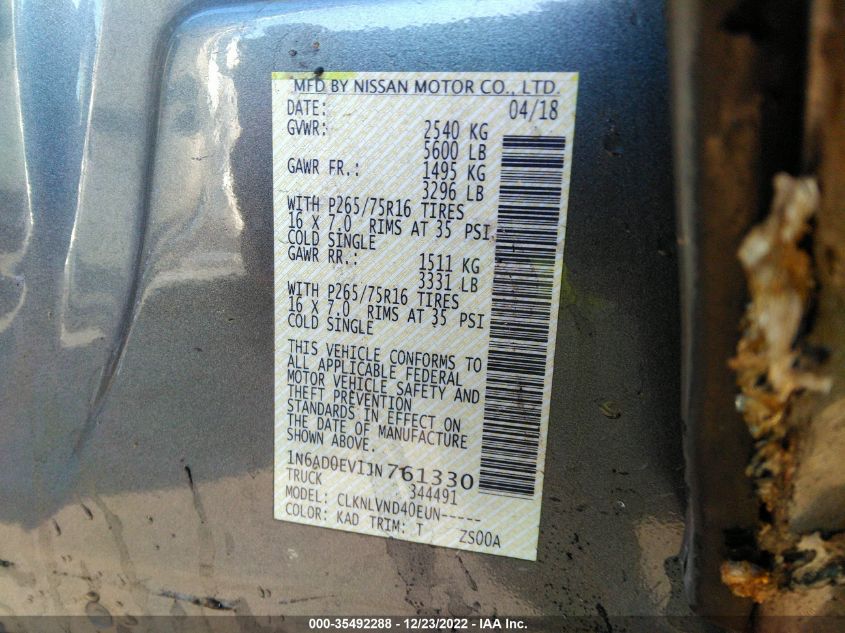 MFD BY NISSAN MOTOR CO., LTD.
DATE: 04/18
GVWR: 2540 KG
5600 LB
GAWR FR.: 1495 KG
3296 LB
WITH P265/75R16 TIRES
16 X 7.0 RIMS AT 35 PSI
COLD SINGLE
GAWR RR.: 1511 KG
3331 LB
WITH P265/75R16 TIRES
16 X 7.0 RIMS AT 35 PSI
COLD SINGLE
THIS VEHICLE CONFORMS TO
ALL APPLICABLE FEDERAL
MOTOR VEHICLE SAFETY AND
THEFT PREVENTION
STANDARDS IN EFFECT ON
THE DATE OF MANUFACTURE
SHOWN ABOVE.
1N6AD0EV1JN761330
TRUCK 344491
MODEL: CLKNLVND40EUN-----
COLOR: KAD TRIM: T ZS00A
000-35492288 - 12/23/2022 - IAA Inc.